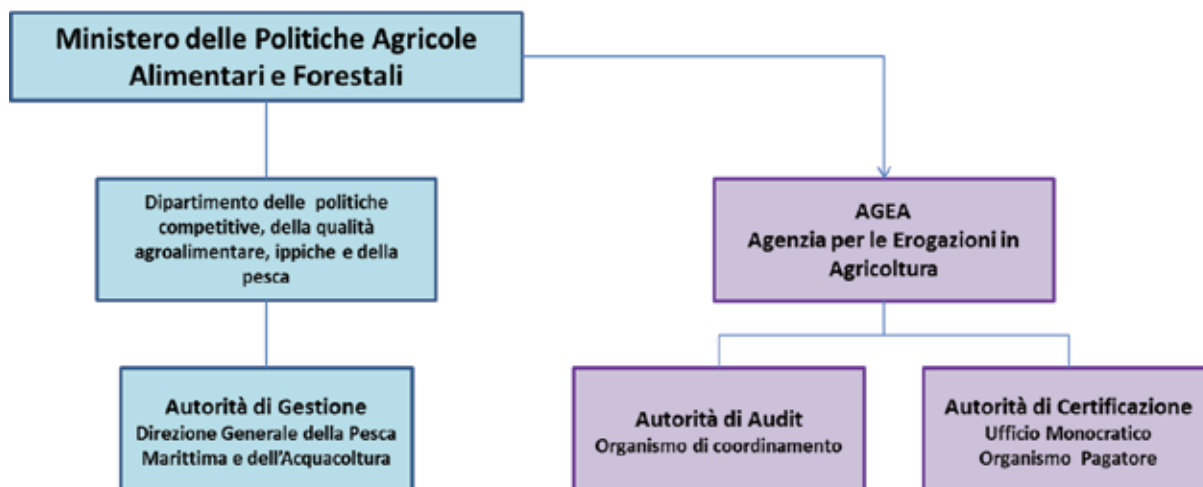 Ministero delle Politiche Agricole
Alimentari e Forestali
Dipartimento delle politiche
competitive, della qualità
agroalimentare, ippiche e della
pesca
AGEA
Agenzia per le Erogazioni in
Agricoltura
Autorità di Gestione
Direzione Generale della Pesca
Marittima e dell'Acquacoltura
Autorità di Audit
Organismo di coordinamento
Autorità di Certificazione
Ufficio Monocratico
Organismo Pagatore